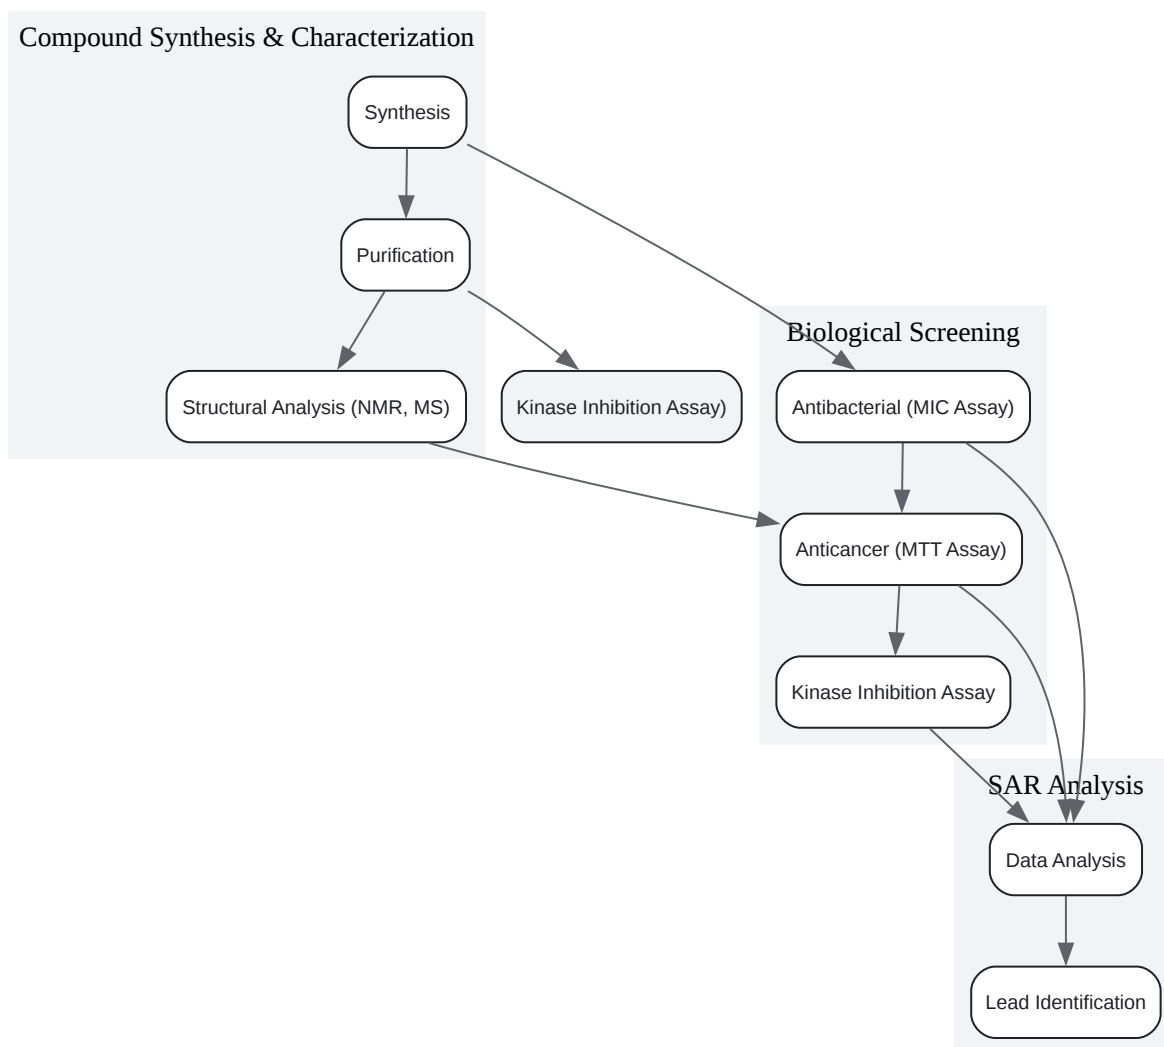 Compound Synthesis & Characterization
Synthesis
Purification
Biological Screening
Structural Analysis (NMR, MS)
Kinase Inhibition Assay)
Antibacterial (MIC Assay)
Anticancer (MTT Assay)
Kinase Inhibition Assay
SAR Analysis
Data Analysis
Lead Identification